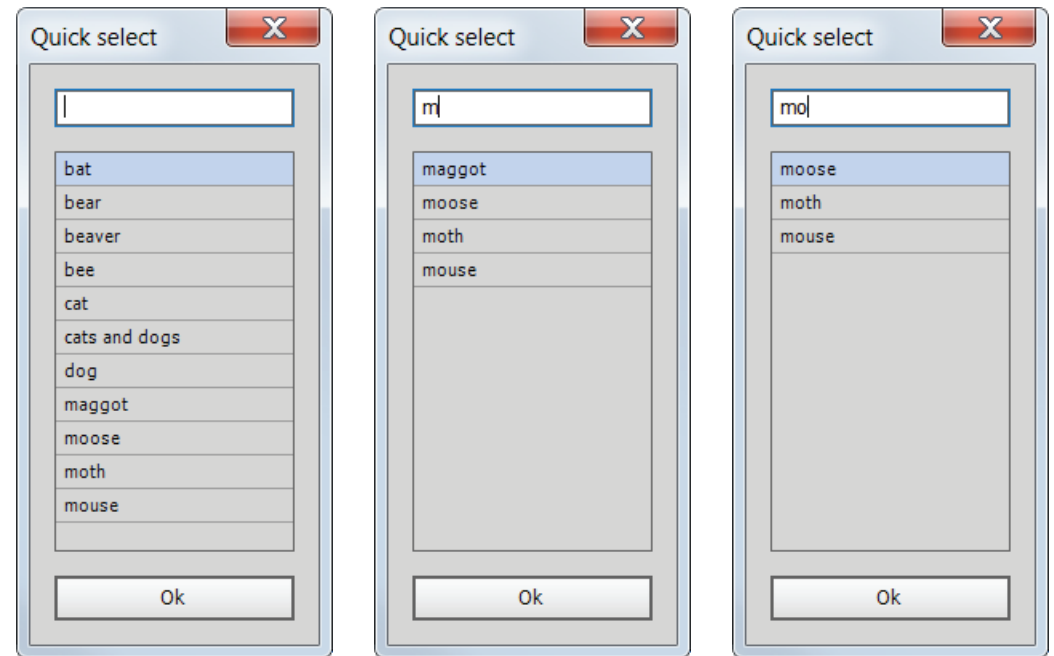 Quick select
X
bat
bear
beaver
bee
cat
cats and dogs
dog
maggot
moose
moth
mouse
Ok
Quick select
X
m
maggot
moose
moth
mouse
Ok
Quick select
X
mo
moose
moth
mouse
Ok